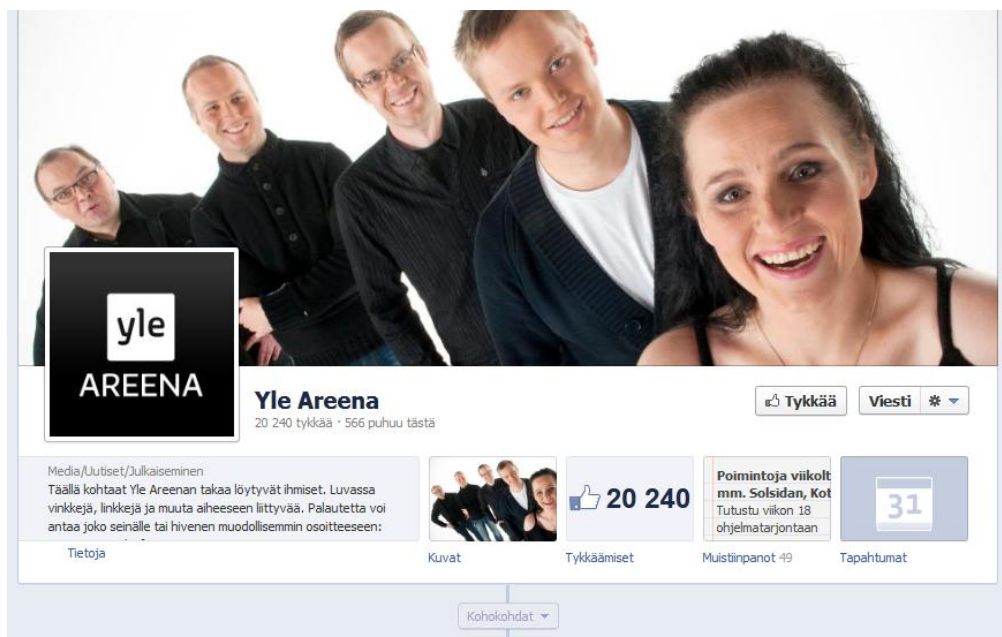 yle
AREENA
Yle Areena
20 240 tykkää · 566 puhuu tästä
Tykkää
Viesti
Media/Uutiset/Julkaiseminen
Täällä kohtaat Yle Areenan takaa löytyvät ihmiset. Luvassa
vinkkejä, linkkejä ja muuta aiheeseen liittyvää. Palautetta voi
antaa joko seinälle tai hivenen muodollisemmin osoitteeseen:
Tietoja
Kuvat
20 240
Tykkäämiset
Poimintoja viikolt
mm. Solsidan, Kot
Tutustu viikon 18
ohjelmatarjontaan
Muistiinpanot 49
31
Tapahtumat
Kohokohdat